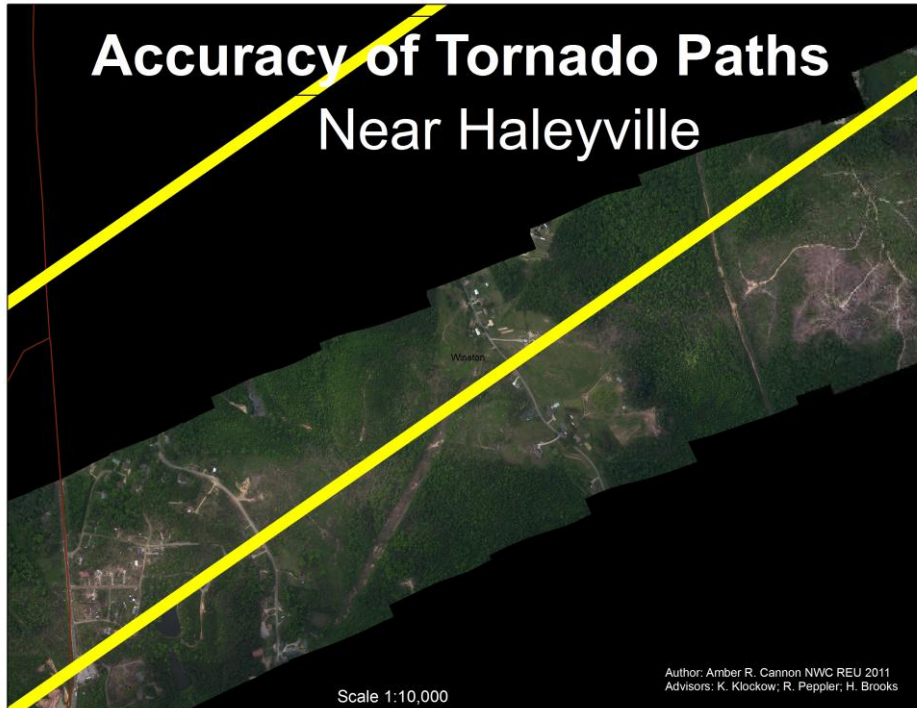 Accuracy of Tornado Paths
Near Haleyville
Winston
Scale 1:10,000
Author: Amber R. Cannon NWC REU 2011
Advisors: K. Klockow; R. Peppler; H. Brooks